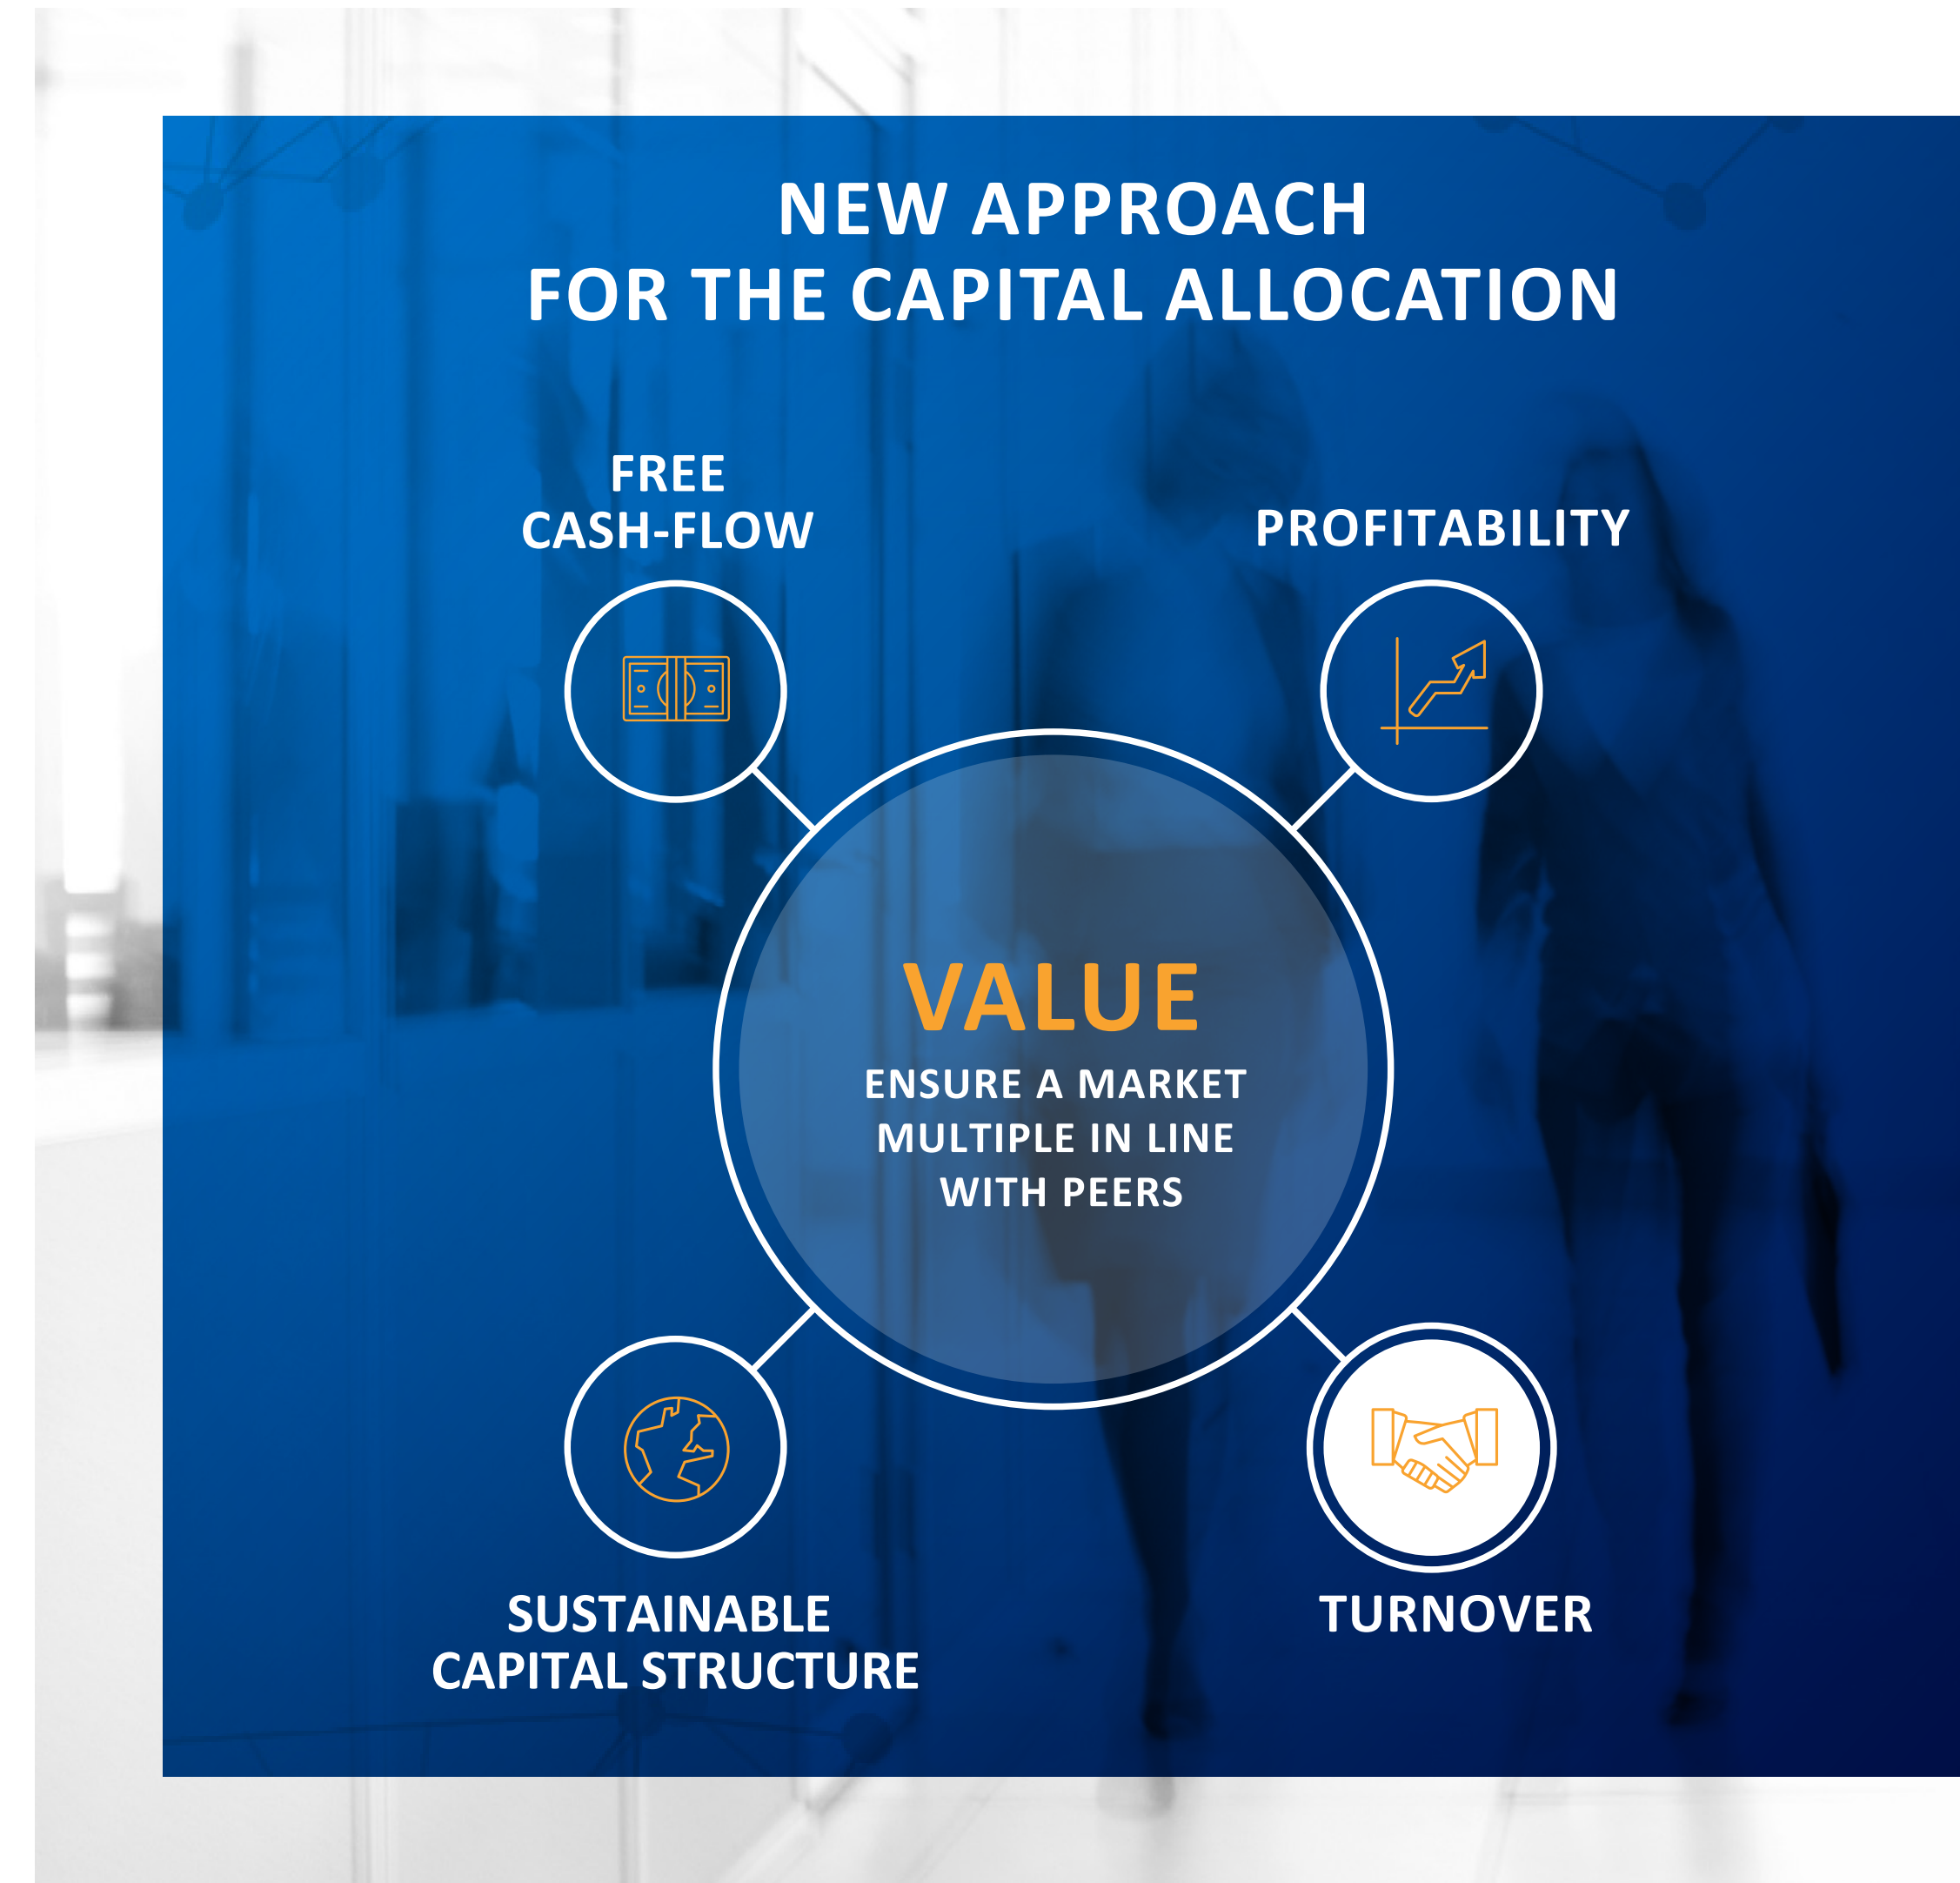 NEW APPROACH
FOR THE CAPITAL ALLOCATION
FREE
CASH-FLOW
PROFITABILITY
VALUE
ENSURE A MARKET
MULTIPLE IN LINE
WITH PEERS
SUSTAINABLE
CAPITAL STRUCTURE
TURNOVER